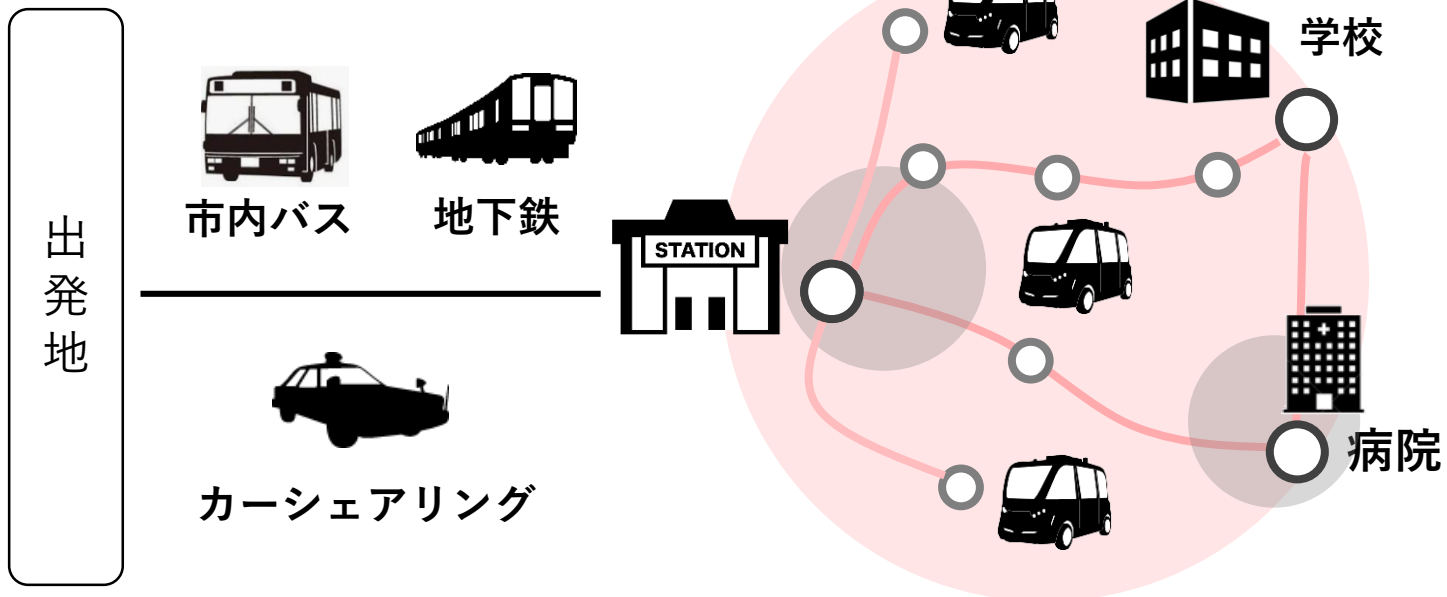 出発地
市内バス
地下鉄
カーシェアリング
STATION
学校
病院